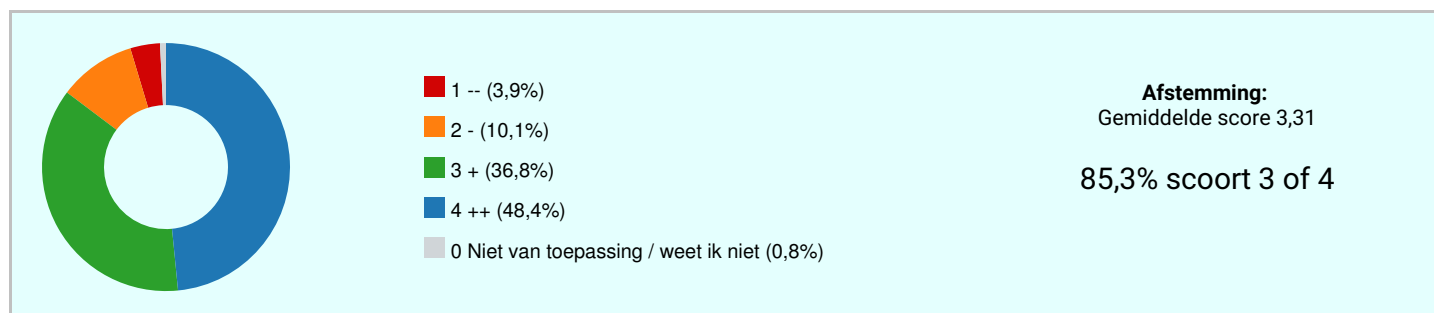 1 -- (3,9%)
2 - (10,1%)
3 + (36,8%)
4 ++ (48,4%)
0 Niet van toepassing / weet ik niet (0,8%)
Afstemming:
Gemiddelde score 3,31
85,3% scoort 3 of 4